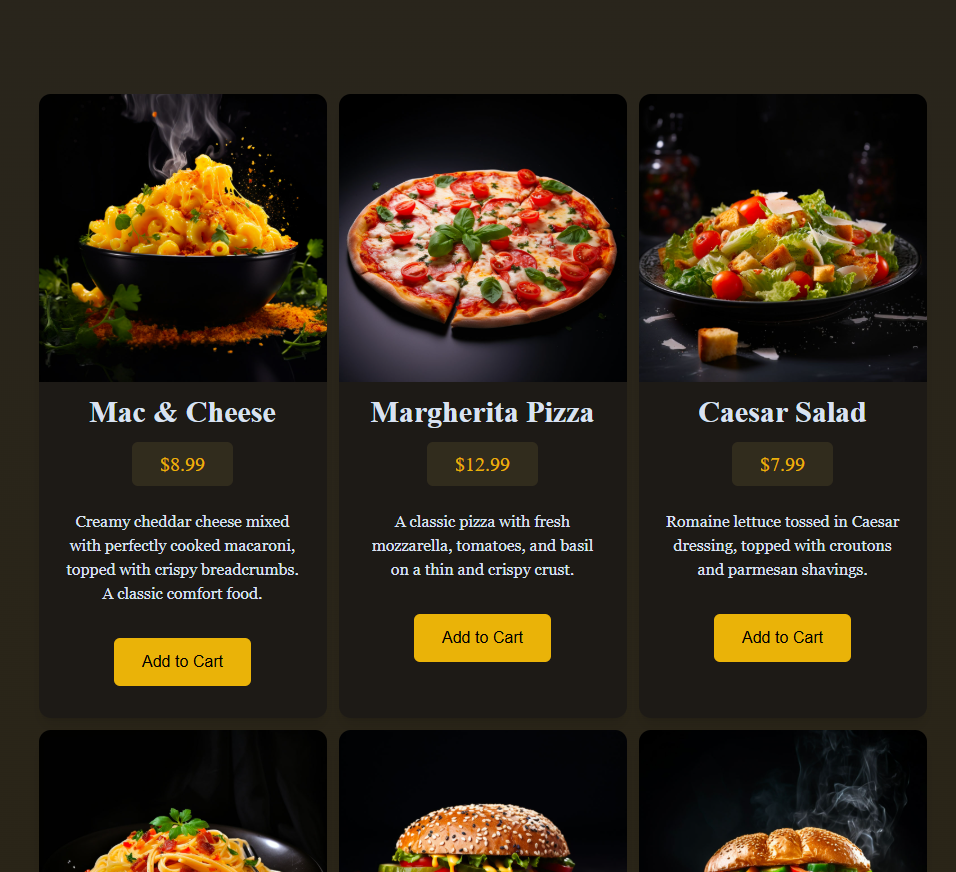 Mac & Cheese
$8.99
Creamy cheddar cheese mixed
with perfectly cooked macaroni,
topped with crispy breadcrumbs.
A classic comfort food.
Add to Cart
Margherita Pizza
$12.99
A classic pizza with fresh
mozzarella, tomatoes, and basil
on a thin and crispy crust.
Add to Cart
Caesar Salad
$7.99
Romaine lettuce tossed in Caesar
dressing, topped with croutons
and parmesan shavings.
Add to Cart